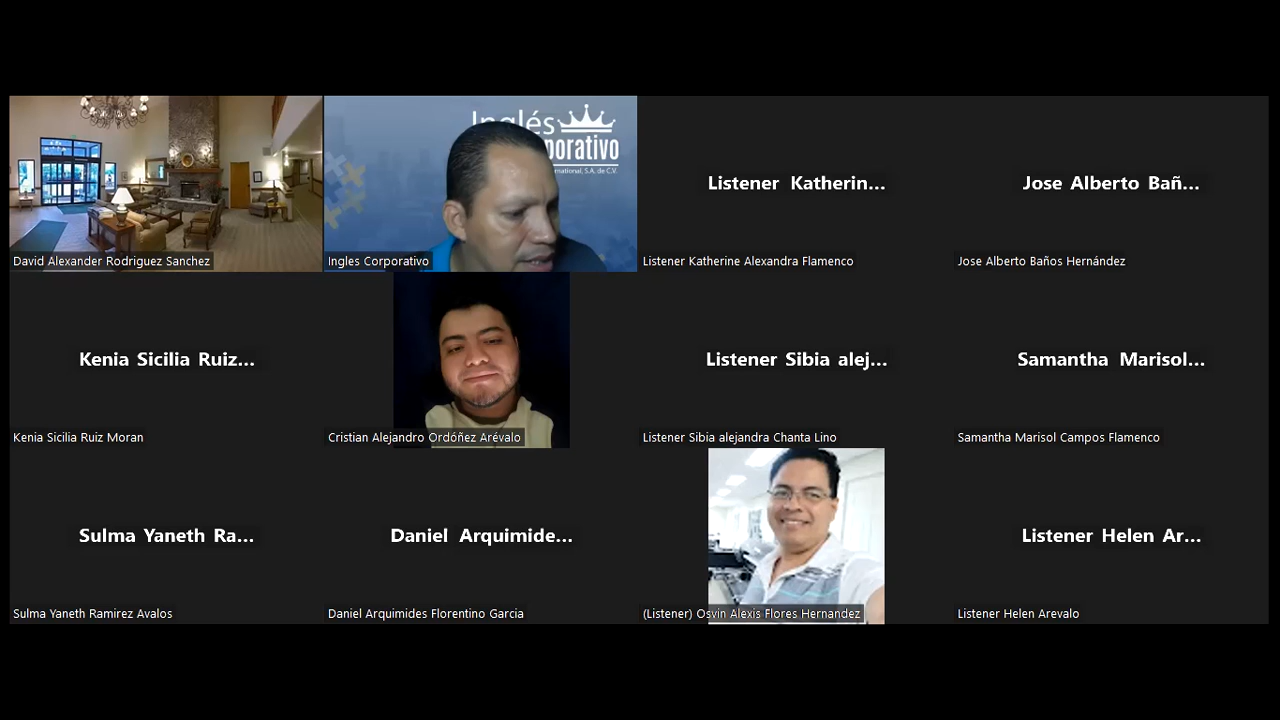 Inglés
porativo
rnational, S.A. de C.V.
David Alexander Rodriguez Sanchez
Ingles Corporativo
Listener Katherin...
Listener Katherine Alexandra Flamenco
Jose Alberto Bañ...
Jose Alberto Baños Hernández
Kenia Sicilia Ruiz...
Kenia Sicilia Ruiz Moran
Cristian Alejandro Ordóñez Arévalo
Listener Sibia alej...
Listener Sibia alejandra Chanta Lino
Samantha Marisol...
Samantha Marisol Campos Flamenco
Sulma Yaneth Ra...
Sulma Yaneth Ramirez Avalos
Daniel Arquimide...
Daniel Arquimides Florentino Garcia
(Listener) Osvin Alexis Flores Hernandez
Listener Helen Ar...
Listener Helen Arevalo